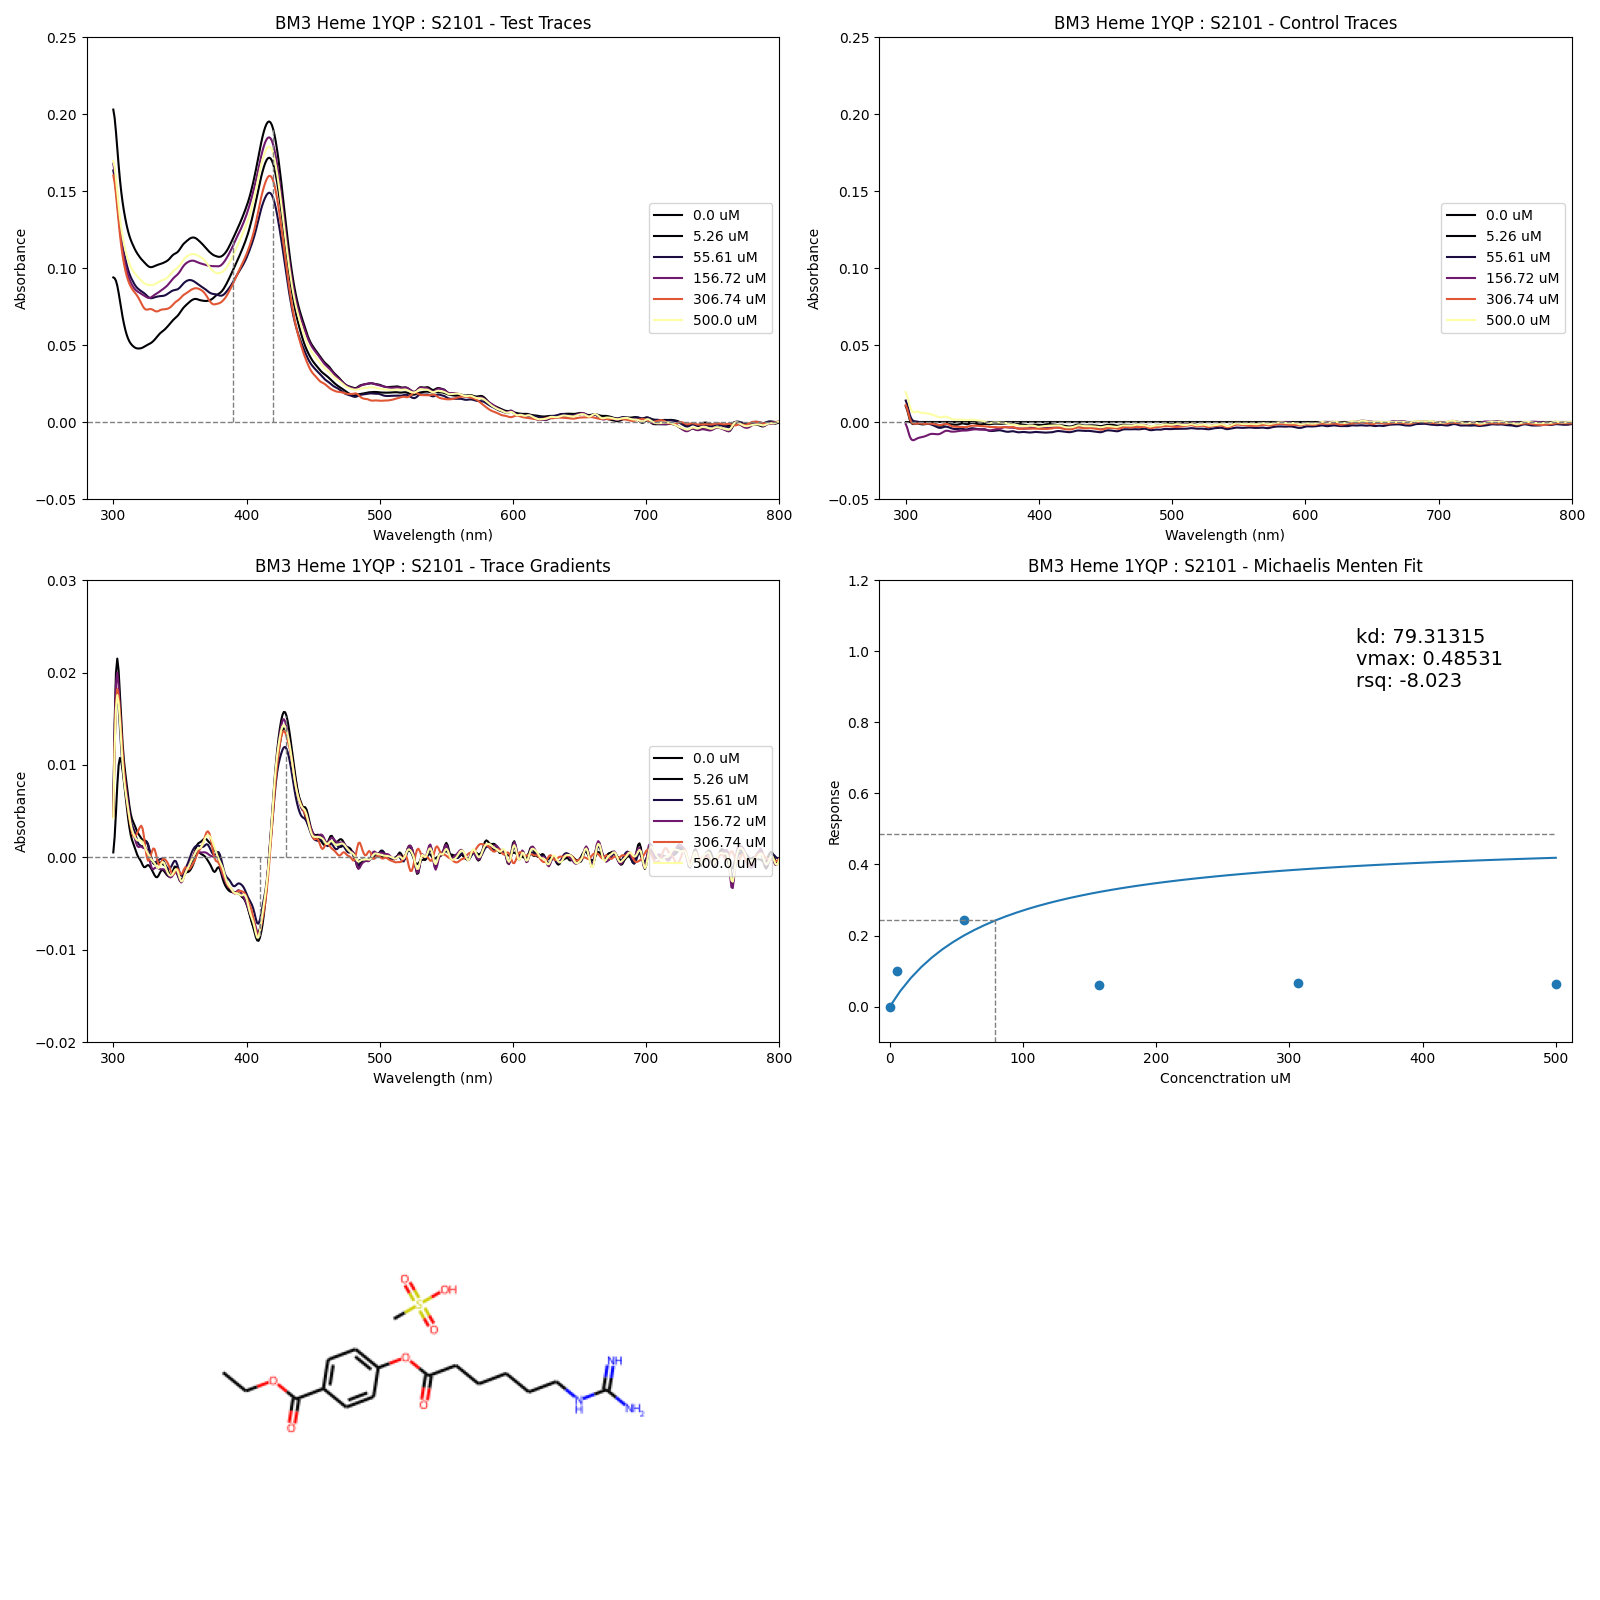 BM3 Heme 1YQP : S2101 - Test Traces
0.25
0.20
0.15
0.10
0.05
0.00
−0.05
Absorbance
300 400 500 600 700 800
Wavelength (nm)
0.0 uM
5.26 uM
55.61 uM
156.72 uM
306.74 uM
500.0 uM
BM3 Heme 1YQP : S2101 - Control Traces
0.25
0.20
0.15
0.10
0.05
0.00
−0.05
Absorbance
300 400 500 600 700 800
Wavelength (nm)
0.0 uM
5.26 uM
55.61 uM
156.72 uM
306.74 uM
500.0 uM
BM3 Heme 1YQP : S2101 - Trace Gradients
0.03
0.02
0.01
0.00
−0.01
−0.02
Absorbance
300 400 500 600 700 800
Wavelength (nm)
0.0 uM
5.26 uM
55.61 uM
156.72 uM
306.74 uM
500.0 uM
BM3 Heme 1YQP : S2101 - Michaelis Menten Fit
1.2
1.0
0.8
0.6
0.4
0.2
0.0
Response
kd: 79.31315
vmax: 0.48531
rsq: -8.023
0 100 200 300 400 500
Concenctration uM
O
OH
S
O
O
O
O
O
NH
N
H
NH2